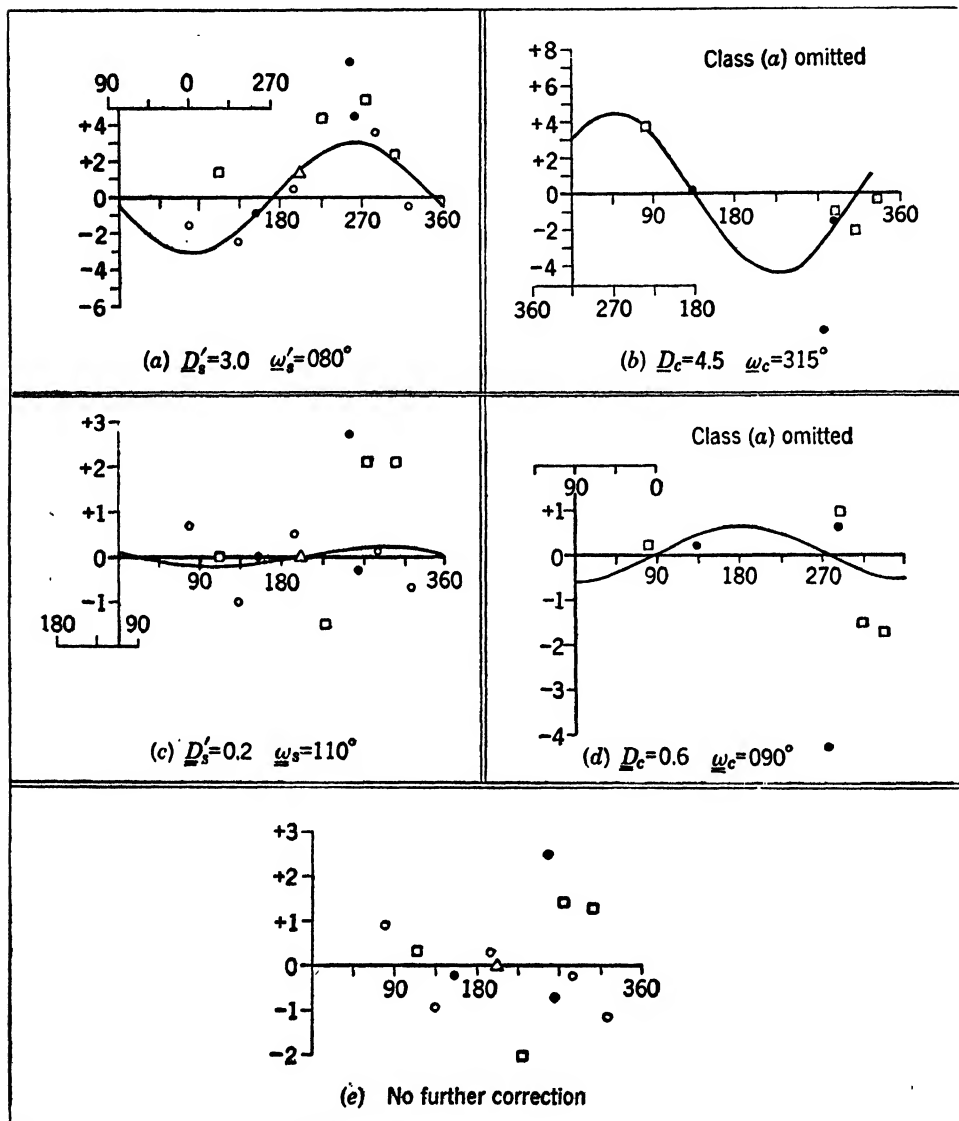 90 0 270
+4
+2
0
-2
-4
-6
180 270 360
(a) D's=3.0 ω's=080°
Class (a) omitted
+8
+6
+4
+2
0
-2
-4
90 180 360
360 270 180
(b) Dc=4.5 ωc=315°
+3
+2
+1
0
-1
90 180 360
180 90
(c) D's=0.2 ωs=110°
Class (a) omitted
90 0
+1
0
-1
-2
-3
-4
90 180 270
(d) Dc=0.6 ωc=090°
+3
+2
+1
0
-1
-2
90 180 360
(e) No further correction